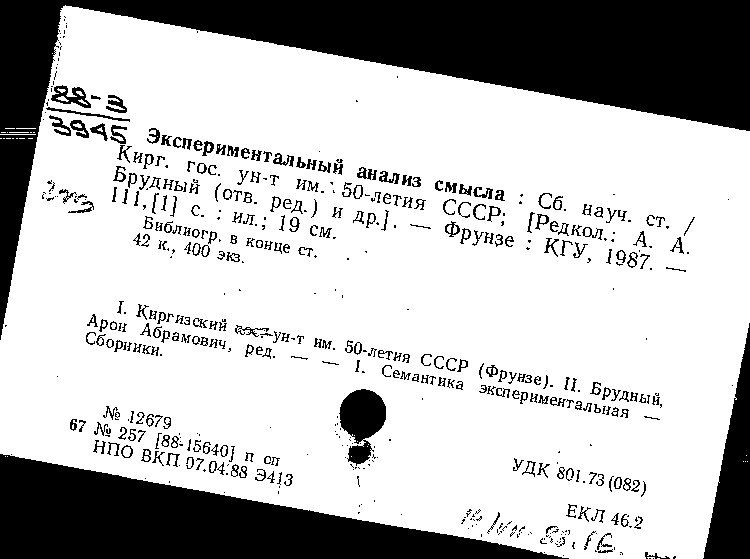 88-3
3945
Экспериментальный анализ смысла : Сб. науч. ст. /
Кирг. гос. ун-т им. 50-летия СССР; [Редкол.: А. А.
Брудный (отв. ред.) и др.]. — Фрунзе : КГУ, 1987. —
111,[1] с. : ил.; 19 см.
Библиогр. в конце ст.
42 к., 400 экз.
I. Киргизский гос. ун-т им. 50-летия СССР (Фрунзе). II. Брудный,
Арон Абрамович, ред. — — 1. Семантика экспериментальная —
Сборники.
№ 12679
67 № 257 [88-15640] п сп
НПО ВКП 07.04.88 Э413
УДК 801.73(082)
ЕКЛ 46.2